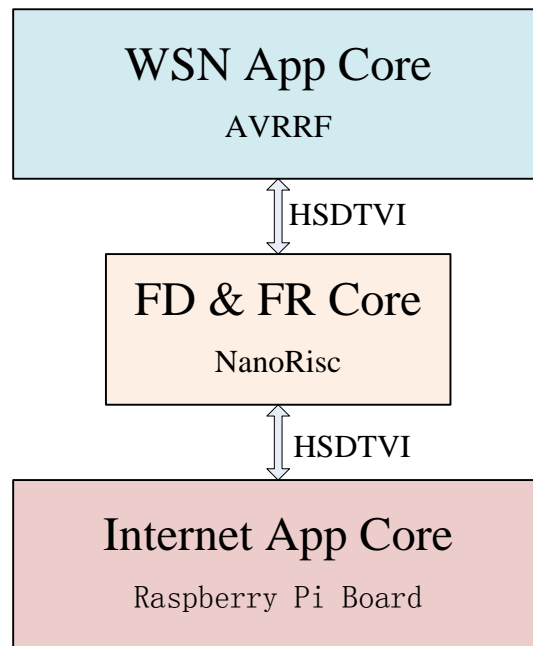 WSN App Core
AVRRF
HSDTVI
FD & FR Core
NanoRisc
HSDTVI
Internet App Core
Raspberry Pi Board